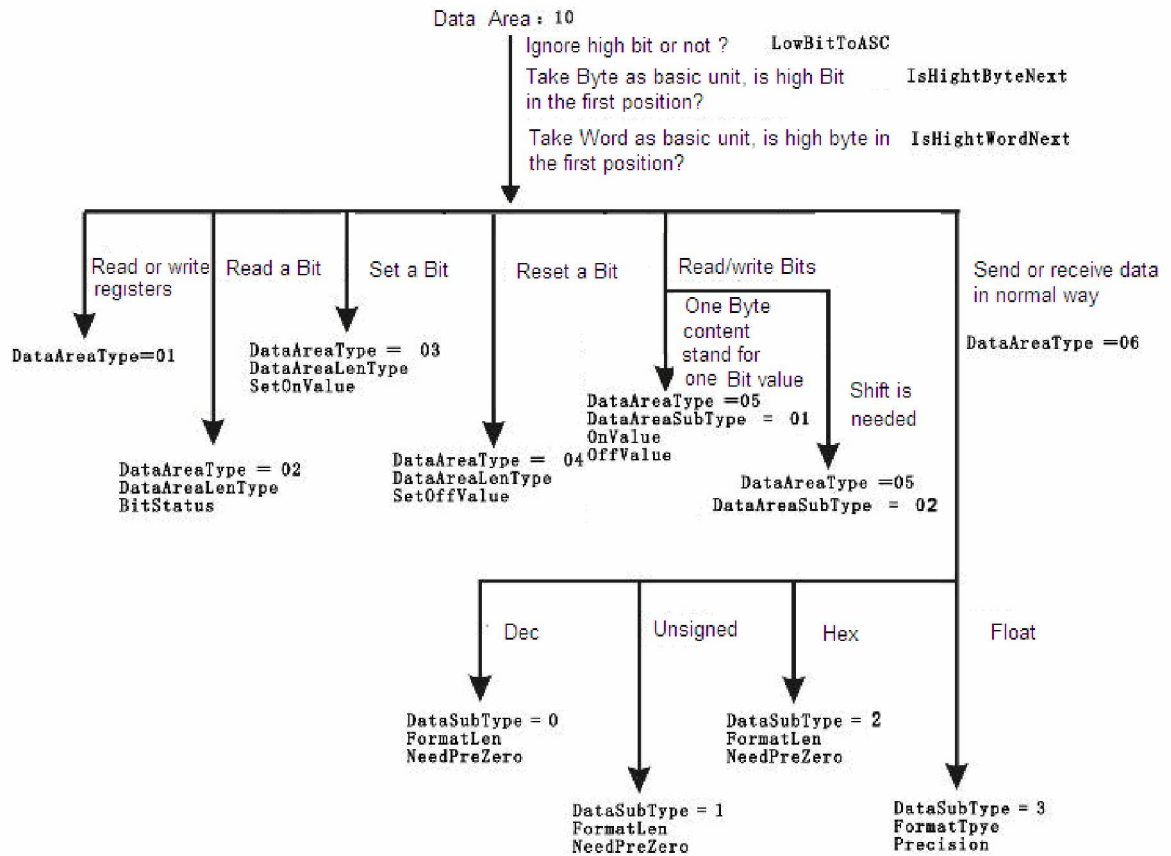 Data Area: 10
Ignore high bit or not ? LowBitToASC
Take Byte as basic unit, is high Bit IsHightByteNext
in the first position?
Take Word as basic unit, is high byte in IsHightWordNext
the first position?
Read or write
registers
Read a Bit
Set a Bit
Reset a Bit
Read/write Bits
Send or receive data
in normal way
One Byte
content
stand for
one Bit value
Shift is
needed
DataAreaType=01
DataAreaType = 02
DataAreaLenType
BitStatus
DataAreaType = 03
DataAreaLenType
SetOnValue
DataAreaType = 04
DataAreaLenType
SetOffValue
DataAreaType =05
DataAreaSubType = 01
OnValue
OffValue
DataAreaType =05
DataAreaSubType = 02
DataAreaType =06
Dec
Unsigned
Hex
Float
DataSubType = 0
FormatLen
NeedPreZero
DataSubType = 1
FormatLen
NeedPreZero
DataSubType = 2
FormatLen
NeedPreZero
DataSubType = 3
FormatTpye
Precision